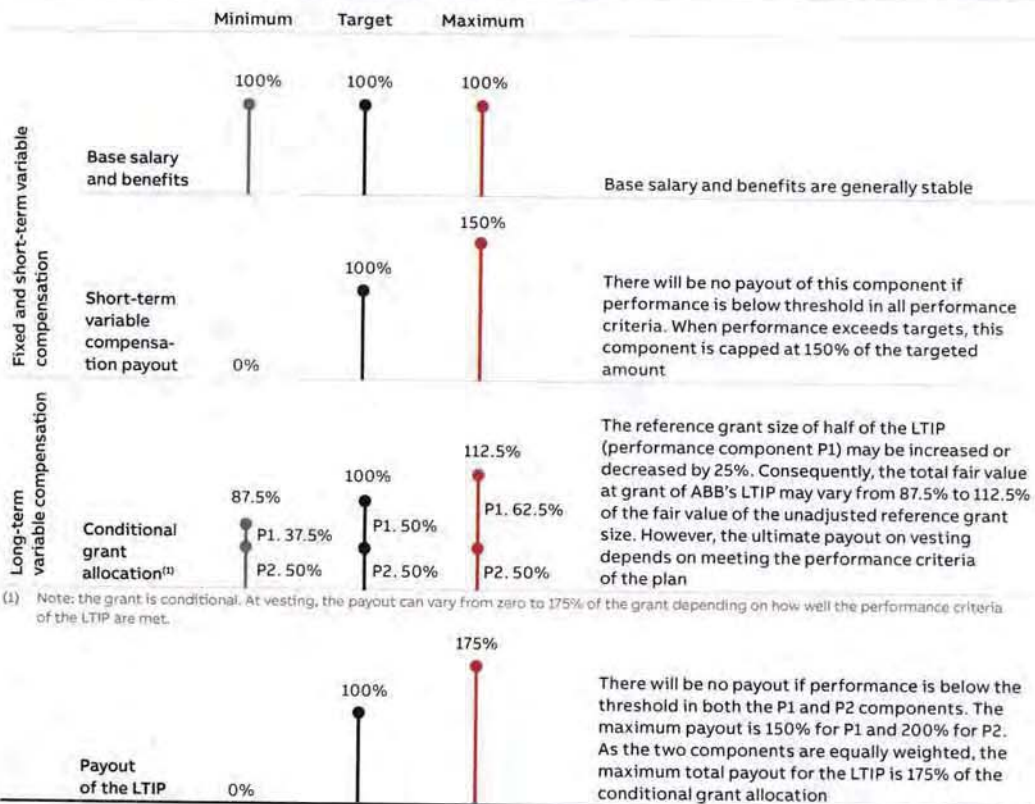 Minimum Target Maximum
Fixed and short-term variable
compensation
100% 100% 100%
Base salary
and benefits
Base salary and benefits are generally stable
150%
100%
Short-term
variable
compensa-
tion payout
0%
There will be no payout of this component if
performance is below threshold in all performance
criteria. When performance exceeds targets, this
component is capped at 150% of the targeted
amount
Long-term
variable compensation
112.5%
100%
87.5%
P1. 37.5% P1. 50% P1. 62.5%
P2. 50% P2. 50% P2. 50%
Conditional
grant
allocation(1)
The reference grant size of half of the LTIP
(performance component P1) may be increased or
decreased by 25%. Consequently, the total fair value
at grant of ABB's LTIP may vary from 87.5% to 112.5%
of the fair value of the unadjusted reference grant
size. However, the ultimate payout on vesting
depends on meeting the performance criteria
of the plan
(1) Note: the grant is conditional. At vesting, the payout can vary from zero to 175% of the grant depending on how well the performance criteria
of the LTIP are met.
175%
100%
Payout
of the LTIP
0%
There will be no payout if performance is below the
threshold in both the P1 and P2 components. The
maximum payout is 150% for P1 and 200% for P2.
As the two components are equally weighted, the
maximum total payout for the LTIP is 175% of the
conditional grant allocation